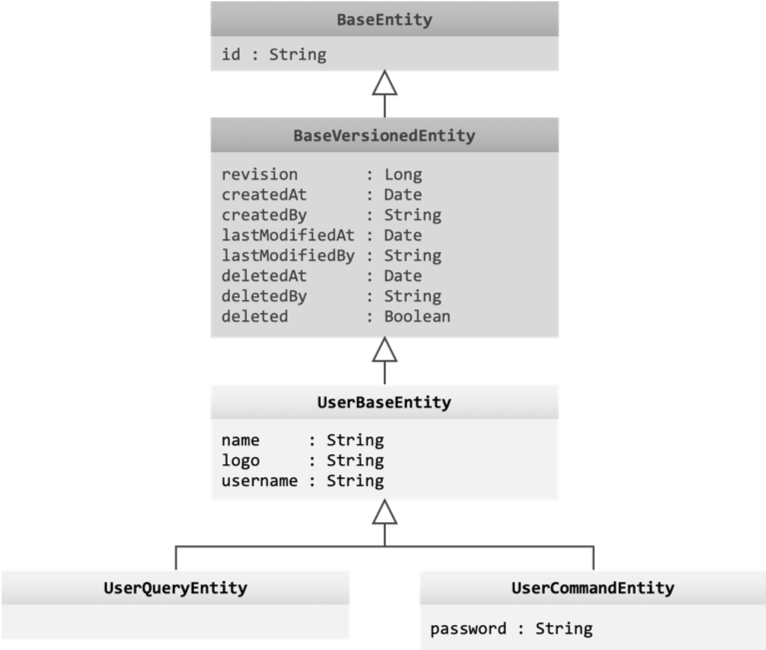 BaseEntity
id : String
BaseVersionedEntity
revision : Long
createdAt : Date
createdBy : String
lastModifiedAt : Date
lastModifiedBy : String
deletedAt : Date
deletedBy : String
deleted : Boolean
UserBaseEntity
name : String
logo : String
username : String
UserQueryEntity
UserCommandEntity
password : String